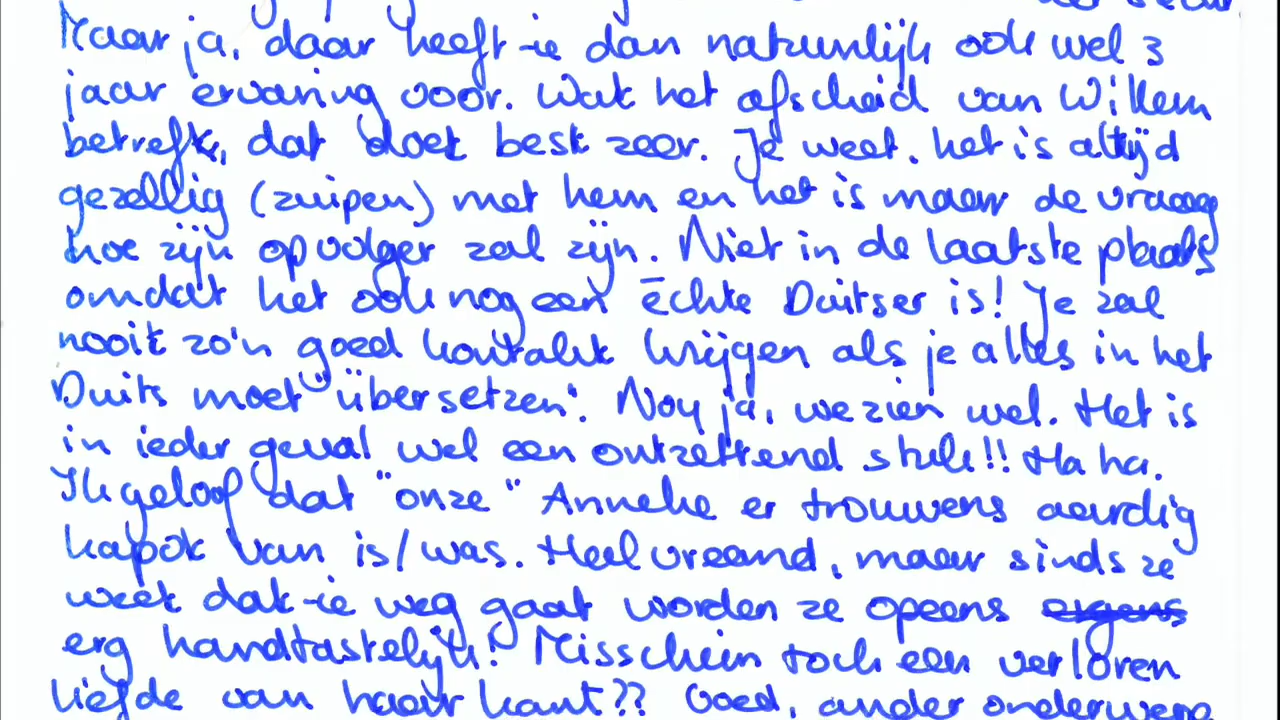 Maar ja, daar heeft-ie dan natuurlijk ook wel 3
jaar ervaring voor. Wat het afscheid van Willem
betreft, dat doet best zeer. Je weet. het is altijd
gezellig (zuipen) met hem en het is maar de vraag
hoe zijn opvolger zal zijn. Niet in de laatste plaats
omdat het ook nog een échte Duitser is! Je zal
nooit zo'n goed kontakt krijgen als je alles in het
Duits moet "übersetzen". Nou ja, we zien wel. Het is
in ieder geval wel een ontzettend stuk!! Ha ha.
Ik geloof dat "onze" Anneke er trouwens aardig
kapot van is/was. Heel vreemd, maar sinds ze
weet dat-ie weg gaat worden ze opeens ergens
erg handtastelijk! Misschein toch een verloren
liefde van haar kant?? Goed, ander onderwerp